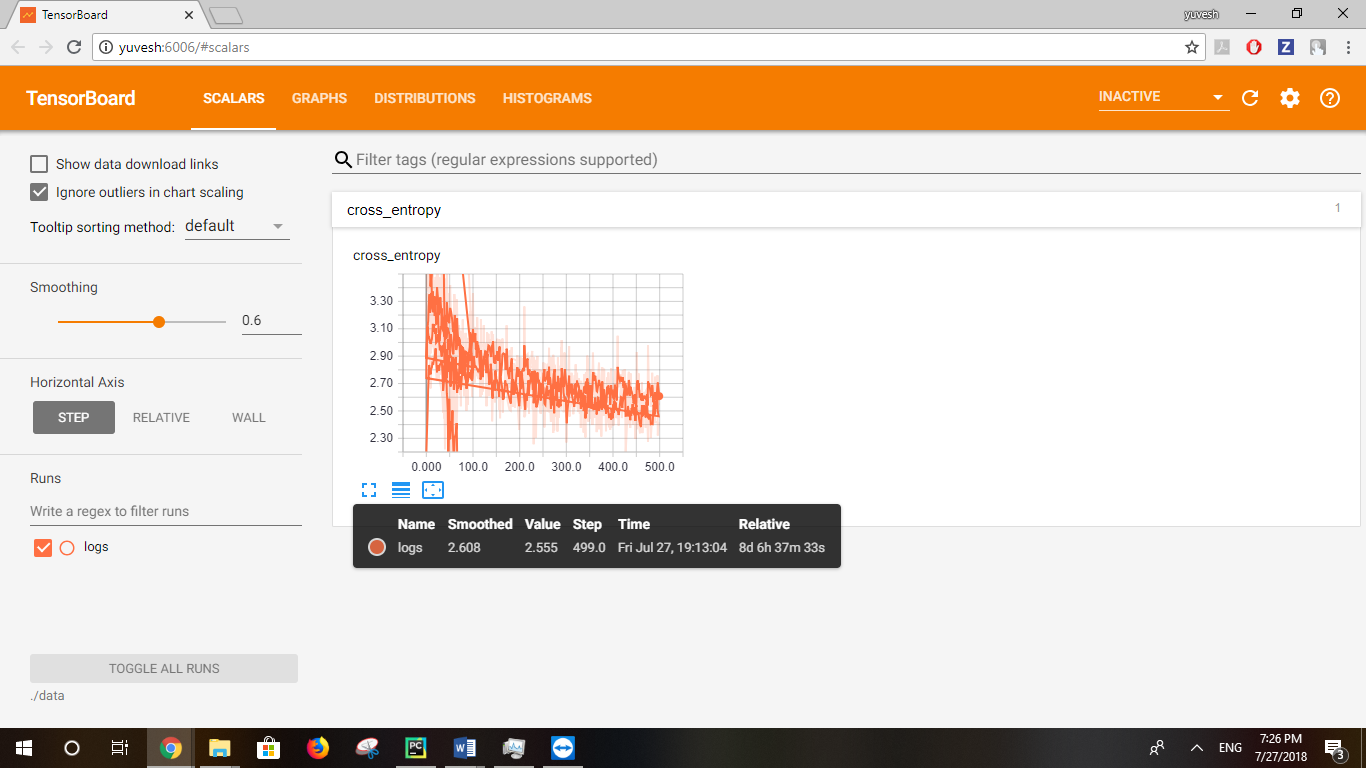 TensorBoard
yuvesh
yuvesh:6006/#scalars
TensorBoard SCALARS GRAPHS DISTRIBUTIONS HISTOGRAMS INACTIVE
Show data download links
Ignore outliers in chart scaling
Tooltip sorting method: default
Smoothing
0.6
Horizontal Axis
STEP RELATIVE WALL
Runs
Write a regex to filter runs
logs
TOGGLE ALL RUNS
./data
Filter tags (regular expressions supported)
cross_entropy 1
cross_entropy
3.30
3.10
2.90
2.70
2.50
2.30
0.000 100.0 200.0 300.0 400.0 500.0
Name Smoothed Value Step Time Relative
logs 2.608 2.555 499.0 Fri Jul 27, 19:13:04 8d 6h 37m 33s
ENG
7:26 PM
7/27/2018
3